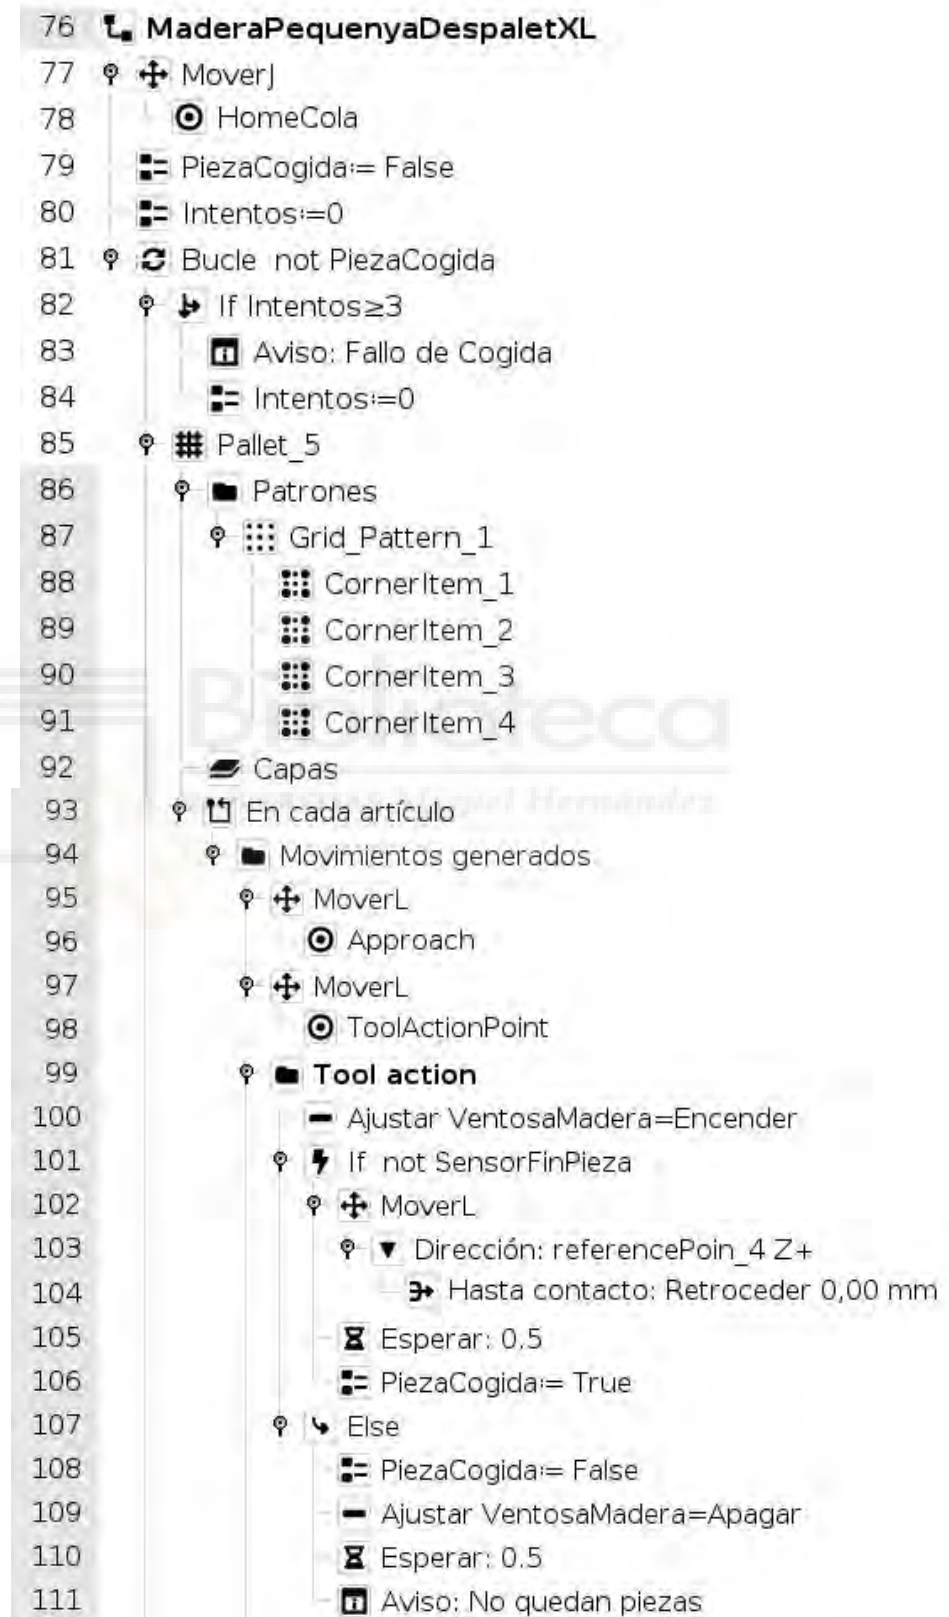 76 MaderaPequenyaDespaletXL
77 MoverJ
78 HomeCola
79 PiezaCogida:= False
80 Intentos:=0
81 Bucle not PiezaCogida
82 If Intentos≥3
83 Aviso: Fallo de Cogida
84 Intentos:=0
85 Pallet_5
86 Patrones
87 Grid_Pattern_1
88 CornerItem_1
89 CornerItem_2
90 CornerItem_3
91 CornerItem_4
Biblioteca
92 Capas
Miguel Hernández
93 En cada artículo
94 Movimientos generados
95 MoverL
96 Approach
97 MoverL
98 ToolActionPoint
99 Tool action
100 Ajustar VentosaMadera=Encender
101 If not SensorFinPieza
102 MoverL
103 Dirección: referencePoin_4 Z+
104 Hasta contacto: Retroceder 0,00 mm
105 Esperar: 0.5
106 PiezaCogida:= True
107 Else
108 PiezaCogida:= False
109 Ajustar VentosaMadera=Apagar
110 Esperar: 0.5
111 Aviso: No quedan piezas